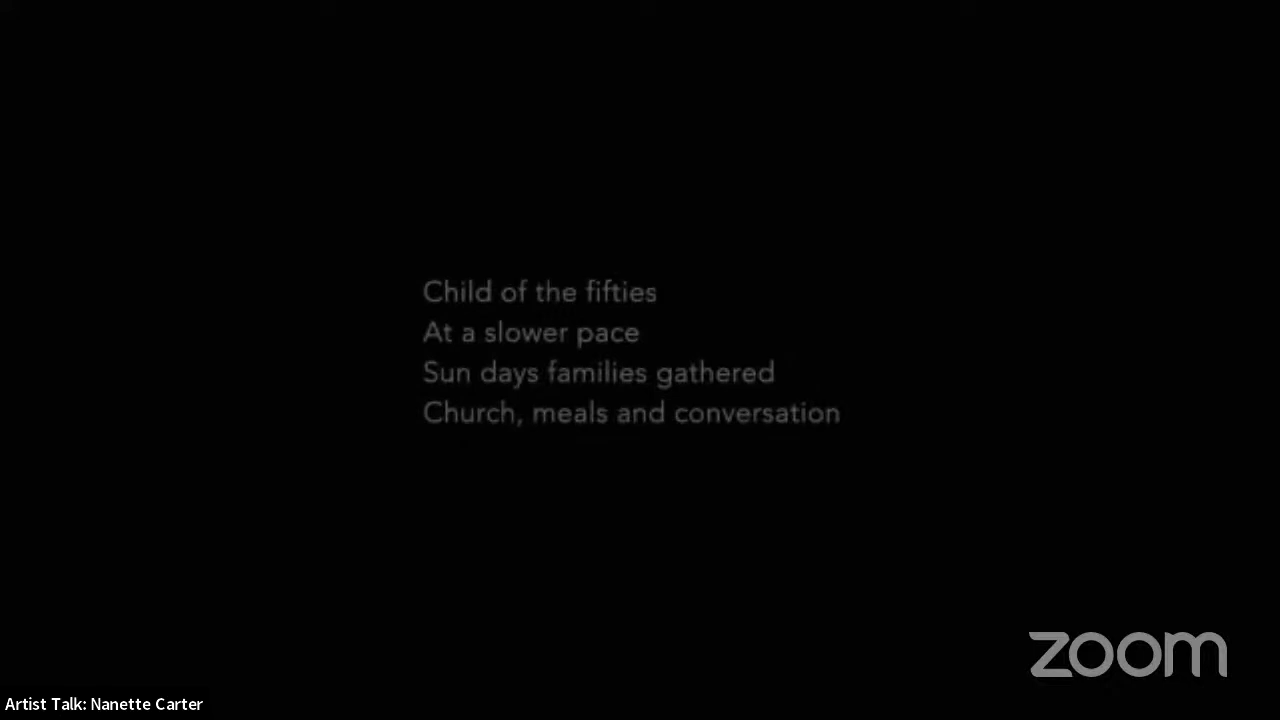 Child of the fifties
At a slower pace
Sun days families gathered
Church, meals and conversation
zoom
Artist Talk: Nanette Carter